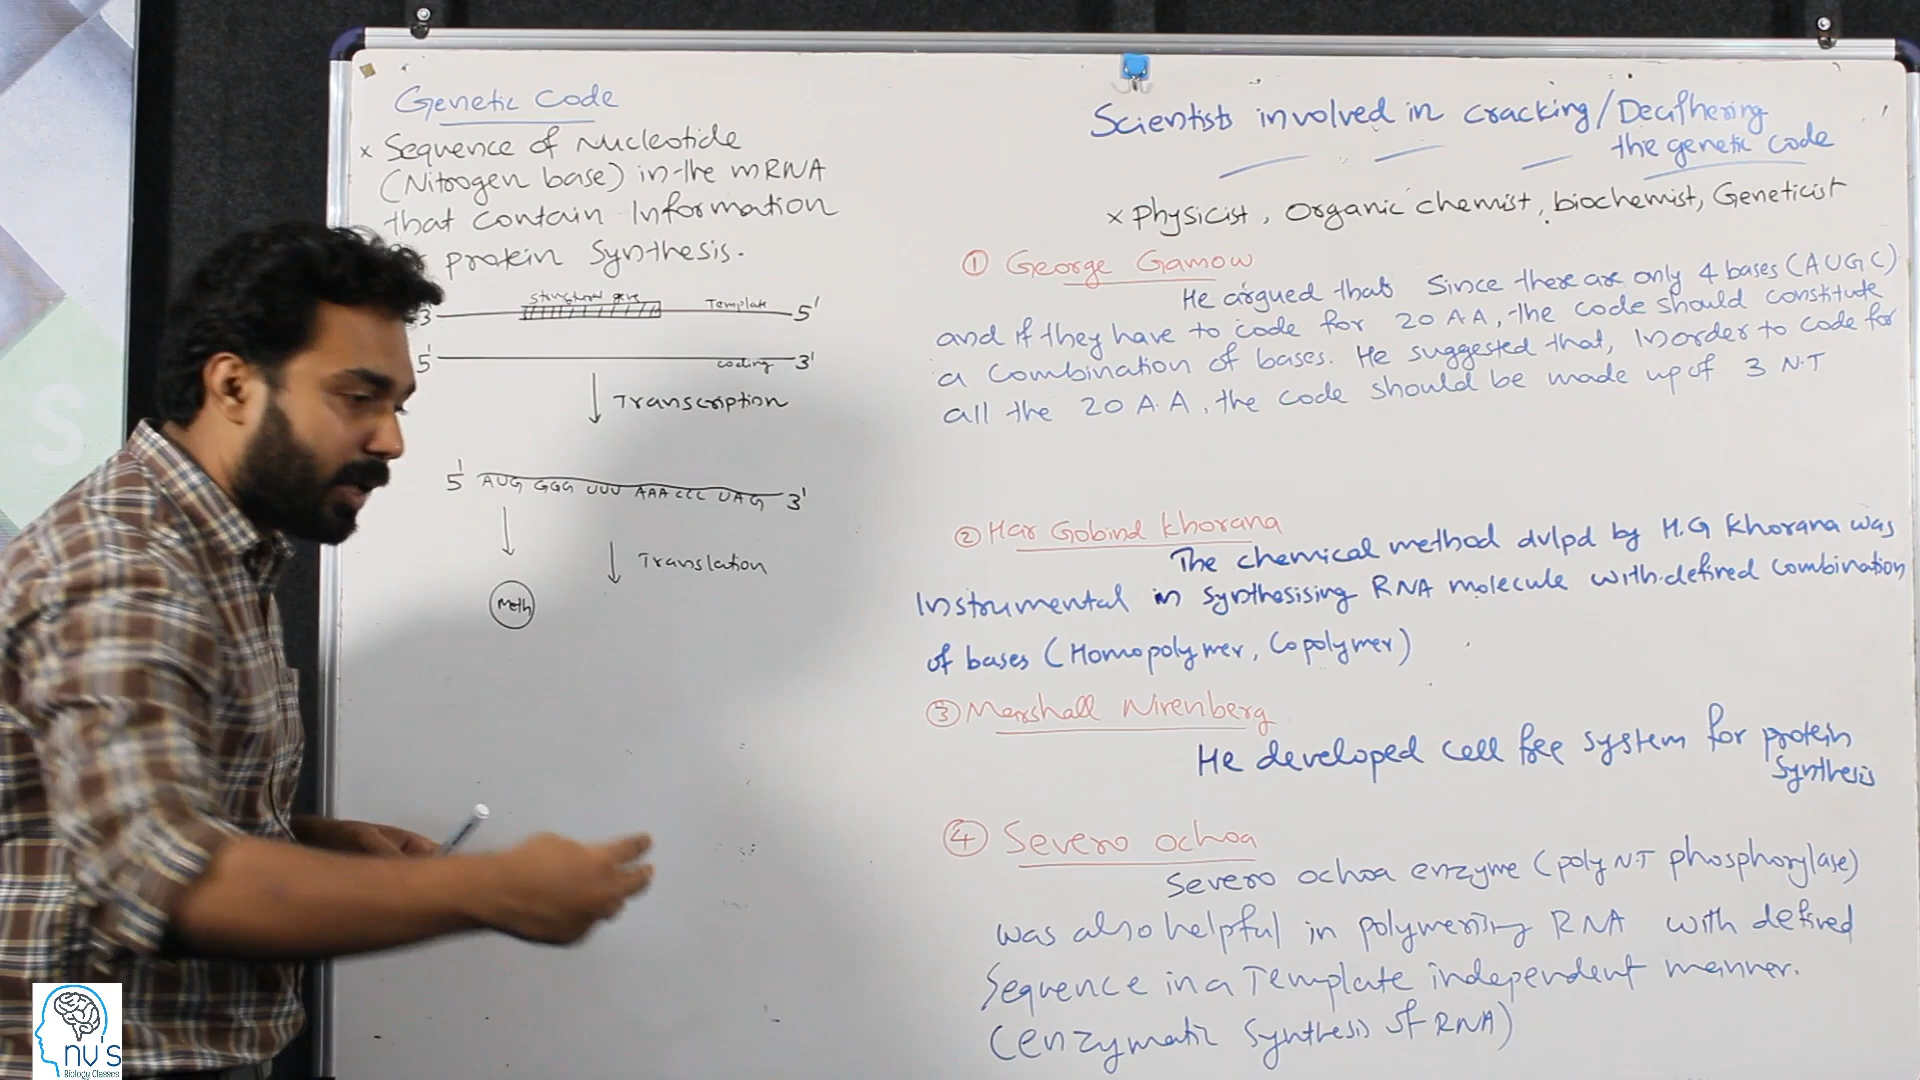 Genetic Code
x Sequence of nucleotide
(Nitrogen base) in the mRNA
that contain Information
protein Synthesis.
Structural gene
3' Template 5'
5' coding 3'
Transcription
5' AUG GGG UUU AAA CCC UAG 3'
Translation
Meth
Scientists involved in cracking/Deciphering
the genetic code
x Physicist, Organic chemist, biochemist, Geneticist
① George Gamow
He argued that Since there are only 4 bases (AUGC)
and if they have to code for 20 AA, the code should constitute
a combination of bases. He suggested that, Inorder to code for
all the 20 A.A, the code should be made up of 3 N.T
② Har Gobind Khorana
The chemical method dvlpd by H.G Khorana was
Instrumental in synthesising RNA molecule with defined combination
of bases (Homopolymer, Copolymer)
③ Marshall Nirenberg
He developed cell free system for protein
Synthesis
④ Severo Ochoa
Severo Ochoa enzyme (poly N.T phosphorylase)
was also helpful in polymerising RNA with defined
Sequence in a Template independent manner.
(enzymatic Synthesis of RNA)
S
nv's
Biology Classes